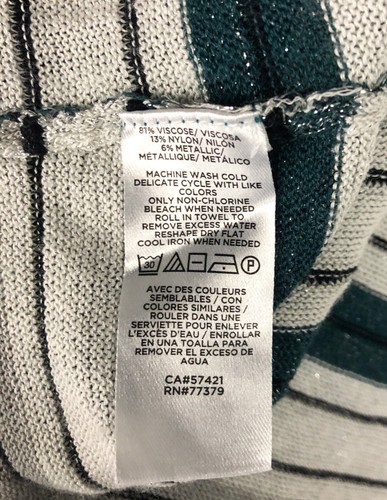 81% VISCOSE/ VISCOSA
13% NYLON/ NILÓN
6% METALLIC/
MÉTALLIQUE/ METÁLICO
MACHINE WASH COLD
DELICATE CYCLE WITH LIKE
COLORS
ONLY NON-CHLORINE
BLEACH WHEN NEEDED
ROLL IN TOWEL TO
REMOVE EXCESS WATER
RESHAPE DRY FLAT
COOL IRON WHEN NEEDED
30 P
AVEC DES COULEURS
SEMBLABLES / CON
COLORES SIMILARES /
ROULER DANS UNE
SERVIETTE POUR ENLEVER
L'EXCÈS D'EAU / ENROLLAR
EN UNA TOALLA PARA
REMOVER EL EXCESO DE
AGUA
CA#57421
RN#77379